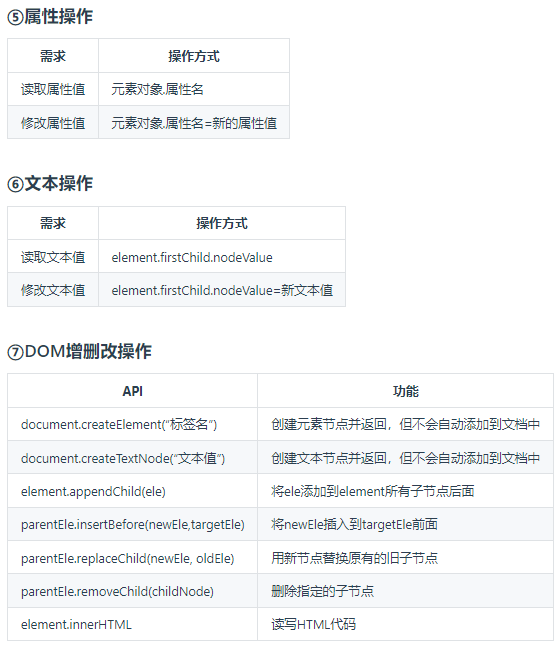 ⑤属性操作
需求 操作方式
读取属性值 元素对象.属性名
修改属性值 元素对象.属性名=新的属性值
⑥文本操作
需求 操作方式
读取文本值 element.firstChild.nodeValue
修改文本值 element.firstChild.nodeValue=新文本值
⑦DOM增删改操作
API 功能
document.createElement(“标签名”) 创建元素节点并返回，但不会自动添加到文档中
document.createTextNode(“文本值”) 创建文本节点并返回，但不会自动添加到文档中
element.appendChild(ele) 将ele添加到element所有子节点后面
parentEle.insertBefore(newEle,targetEle) 将newEle插入到targetEle前面
parentEle.replaceChild(newEle, oldEle) 用新节点替换原有的旧子节点
parentEle.removeChild(childNode) 删除指定的子节点
element.innerHTML 读写HTML代码